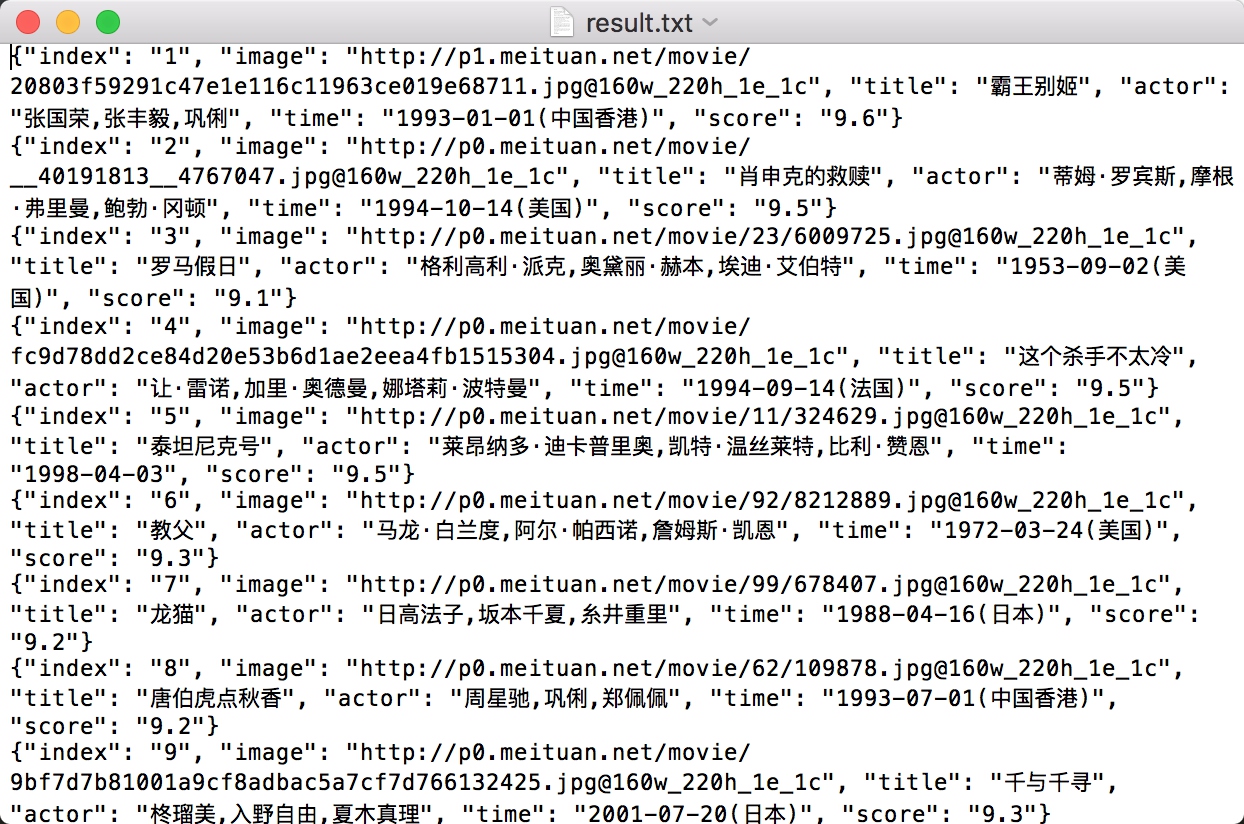 result.txt
{"index": "1", "image": "http://p1.meituan.net/movie/
20803f59291c47e1e116c11963ce019e68711.jpg@160w_220h_1e_1c", "title": "霸王别姬", "actor":
"张国荣,张丰毅,巩俐", "time": "1993-01-01(中国香港)", "score": "9.6"}
{"index": "2", "image": "http://p0.meituan.net/movie/
__40191813__4767047.jpg@160w_220h_1e_1c", "title": "肖申克的救赎", "actor": "蒂姆·罗宾斯,摩根
·弗里曼,鲍勃·冈顿", "time": "1994-10-14(美国)", "score": "9.5"}
{"index": "3", "image": "http://p0.meituan.net/movie/23/6009725.jpg@160w_220h_1e_1c",
"title": "罗马假日", "actor": "格利高利·派克,奥黛丽·赫本,埃迪·艾伯特", "time": "1953-09-02(美
国)", "score": "9.1"}
{"index": "4", "image": "http://p0.meituan.net/movie/
fc9d78dd2ce84d20e53b6d1ae2eea4fb1515304.jpg@160w_220h_1e_1c", "title": "这个杀手不太冷",
"actor": "让·雷诺,加里·奥德曼,娜塔莉·波特曼", "time": "1994-09-14(法国)", "score": "9.5"}
{"index": "5", "image": "http://p0.meituan.net/movie/11/324629.jpg@160w_220h_1e_1c",
"title": "泰坦尼克号", "actor": "莱昂纳多·迪卡普里奥,凯特·温丝莱特,比利·赞恩", "time":
"1998-04-03", "score": "9.5"}
{"index": "6", "image": "http://p0.meituan.net/movie/92/8212889.jpg@160w_220h_1e_1c",
"title": "教父", "actor": "马龙·白兰度,阿尔·帕西诺,詹姆斯·凯恩", "time": "1972-03-24(美国)",
"score": "9.3"}
{"index": "7", "image": "http://p0.meituan.net/movie/99/678407.jpg@160w_220h_1e_1c",
"title": "龙猫", "actor": "日高法子,坂本千夏,糸井重里", "time": "1988-04-16(日本)", "score":
"9.2"}
{"index": "8", "image": "http://p0.meituan.net/movie/62/109878.jpg@160w_220h_1e_1c",
"title": "唐伯虎点秋香", "actor": "周星驰,巩俐,郑佩佩", "time": "1993-07-01(中国香港)",
"score": "9.2"}
{"index": "9", "image": "http://p0.meituan.net/movie/
9bf7d7b81001a9cf8adbac5a7cf7d766132425.jpg@160w_220h_1e_1c", "title": "千与千寻",
"actor": "柊瑠美,入野自由,夏木真理", "time": "2001-07-20(日本)", "score": "9.3"}